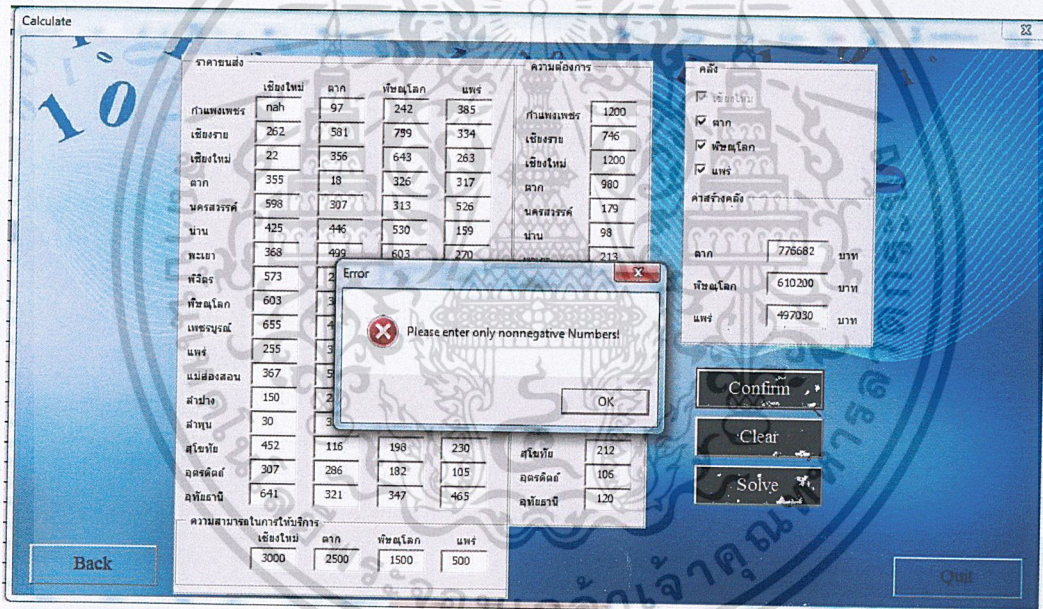 Calculate
ราคาขนส่ง
เชียงใหม่ ตาก พิษณุโลก แพร่
กำแพงเพชร nah 97 242 385
เชียงราย 262 581 759 334
เชียงใหม่ 22 356 643 263
ตาก 355 18 326 317
นครสวรรค์ 598 307 313 526
น่าน 425 446 530 159
พะเยา 368 499 603 270
พิจิตร 573 2
พิษณุโลก 603 3
เพชรบูรณ์ 655 4
แพร่ 255 3
แม่ฮ่องสอน 367 5
ลำปาง 150 2
ลำพูน 30 3
สุโขทัย 452 116 198 230
อุตรดิตถ์ 307 286 182 105
อุทัยธานี 641 321 347 465
ความสามารถในการให้บริการ
เชียงใหม่ ตาก พิษณุโลก แพร่
3000 2500 1500 500
ความต้องการ
กำแพงเพชร 1200
เชียงราย 746
เชียงใหม่ 1200
ตาก 980
นครสวรรค์ 179
น่าน 98
213
สุโขทัย 212
อุตรดิตถ์ 106
อุทัยธานี 120
คลัง
เชียงใหม่
ตาก
พิษณุโลก
แพร่
ค่าสร้างคลัง
ตาก 776682 บาท
พิษณุโลก 610200 บาท
แพร่ 497030 บาท
Error
Please enter only nonnegative Numbers!
OK
Confirm
Clear
Solve
Back
Quit